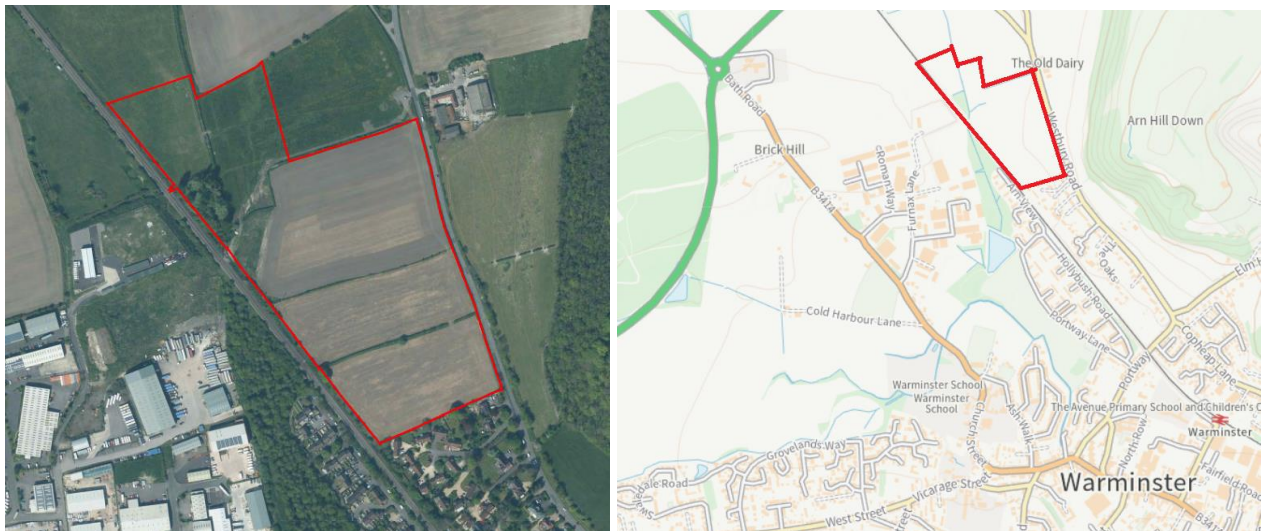 The Old Dairy
Bath Road
Westbury Road
Arn Hill Down
Brick Hill
Roman Way
Furnax Lane
B3414
Arn View
Hollybush Road
The Oaks
Elm H
Cold Harbour Lane
Portway Lane
Portway
Copheap Lane
Warminster School
Warminster
School
Church Street
Ash Walk
The Avenue Primary School and Children's C
Warminster
Grovelands Way
North Row
Vicarage Street
Warminster
Fairfield Road
West Street